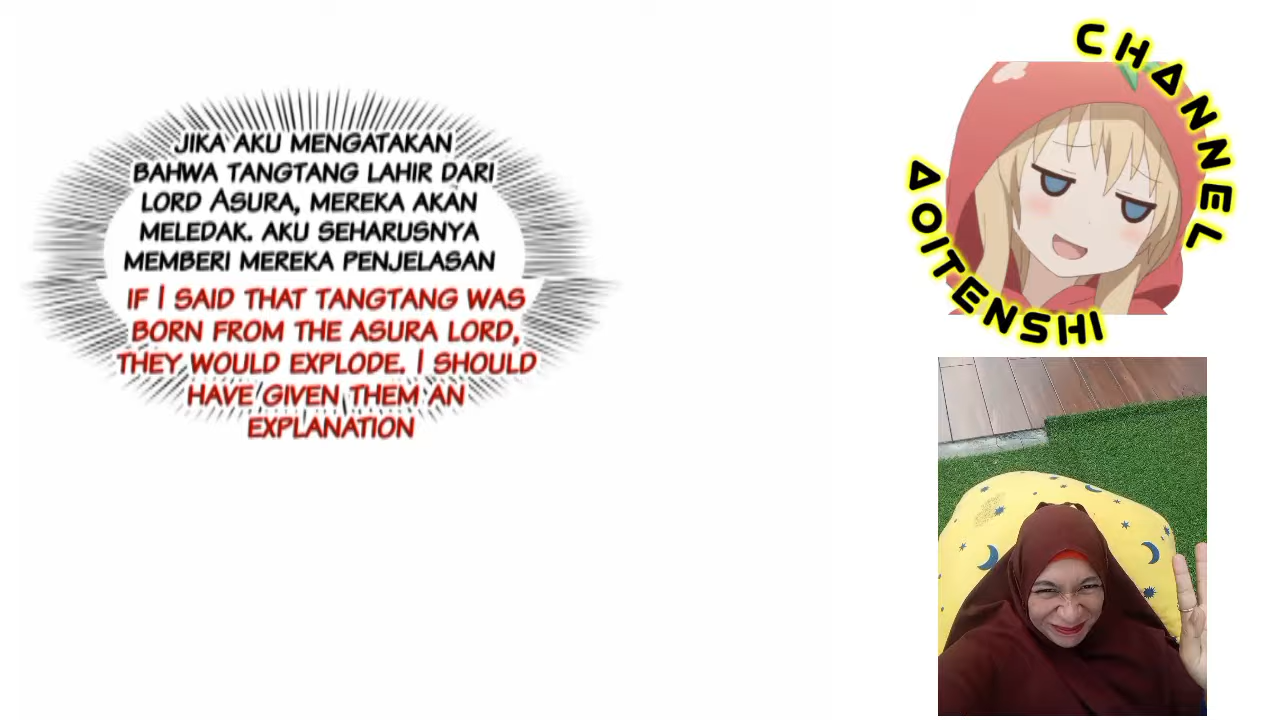 JIKA AKU MENGATAKAN
BAHWA TANGTANG LAHIR DARI
LORD ASURA, MEREKA AKAN
MELEDAK. AKU SEHARUSNYA
MEMBERI MEREKA PENJELASAN
IF I SAID THAT TANGTANG WAS
BORN FROM THE ASURA LORD,
THEY WOULD EXPLODE. I SHOULD
HAVE GIVEN THEM AN
EXPLANATION
CHANNEL
AOITENSHI